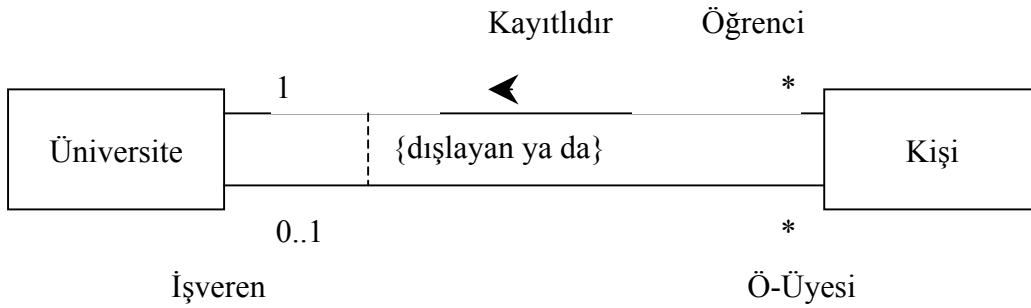 Kayıtlıdır Öğrenci
1 *
Üniversite {dışlayan ya da} Kişi
0..1 *
İşveren Ö-Üyesi